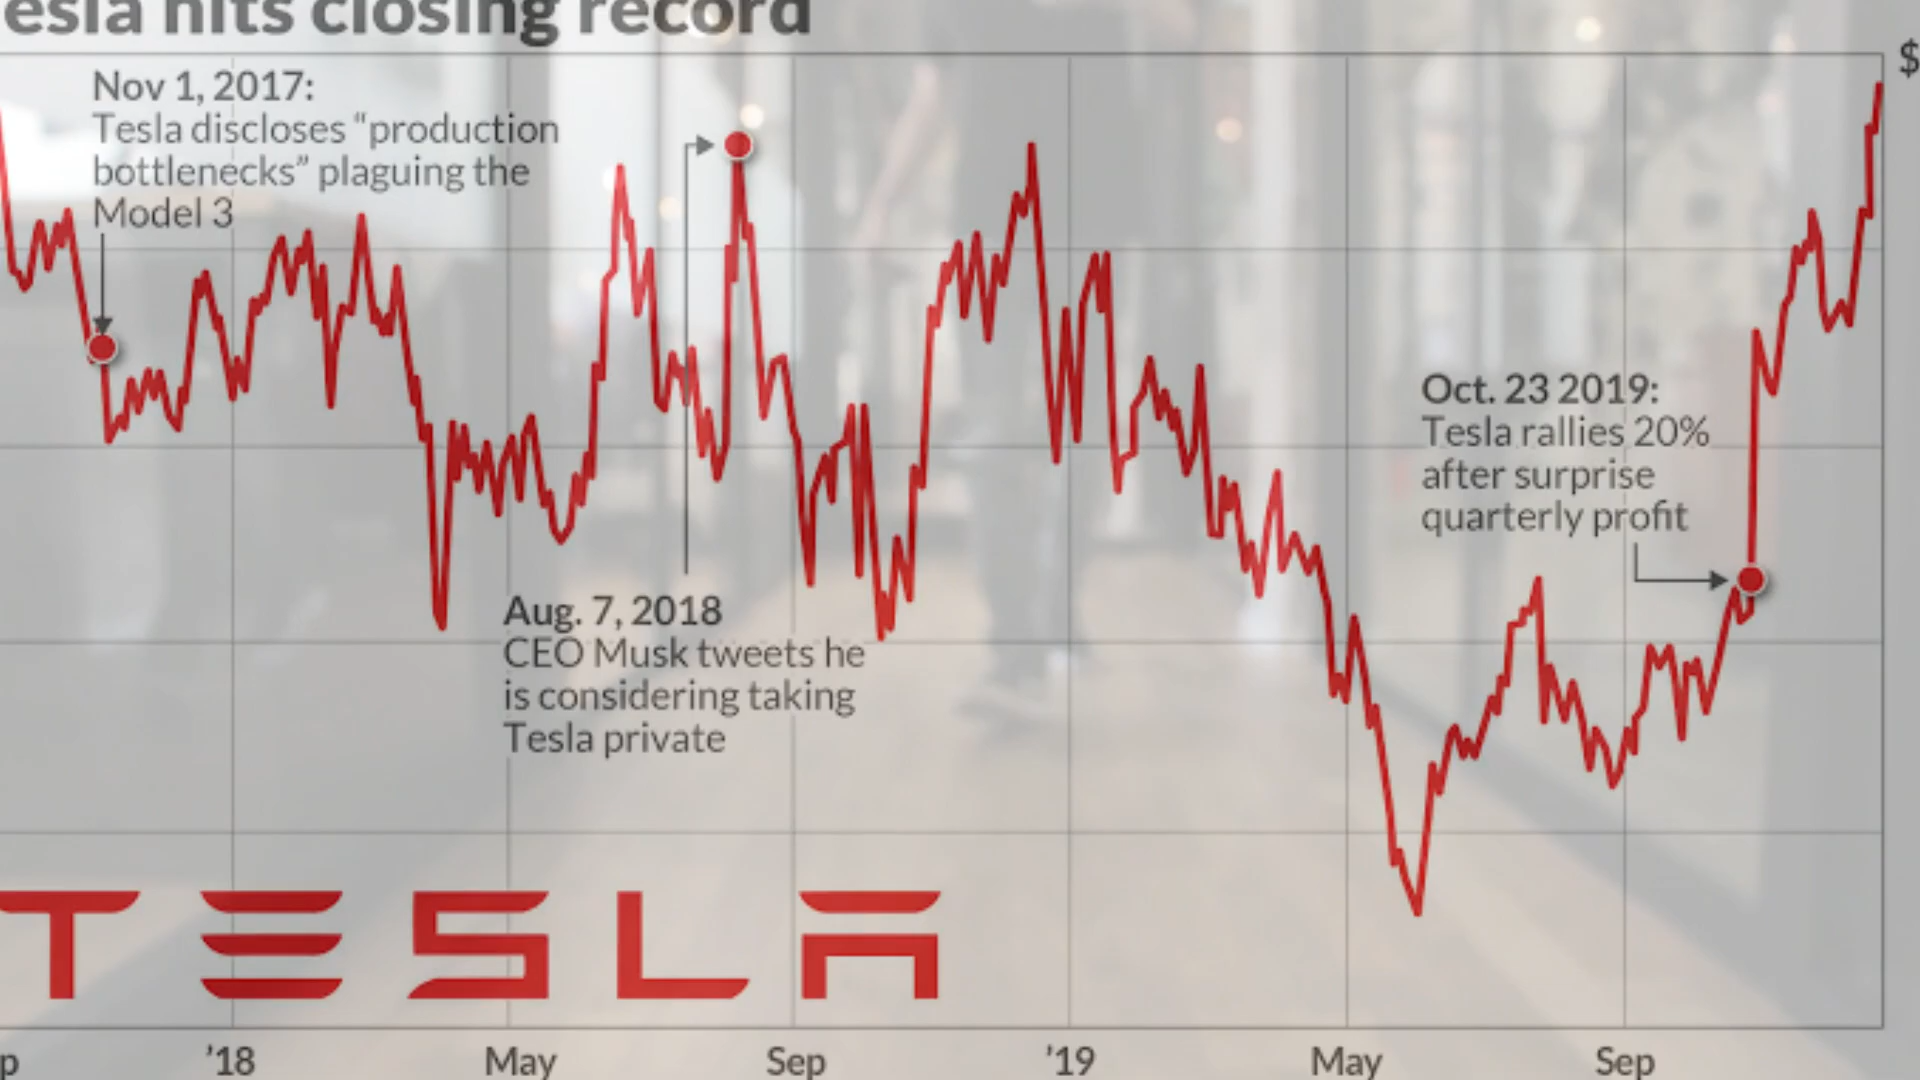 esla hits closing record
$
Nov 1, 2017:
Tesla discloses “production
bottlenecks” plaguing the
Model 3
Oct. 23 2019:
Tesla rallies 20%
after surprise
quarterly profit
Aug. 7, 2018
CEO Musk tweets he
is considering taking
Tesla private
TESLA
p
’18
May
Sep
’19
May
Sep